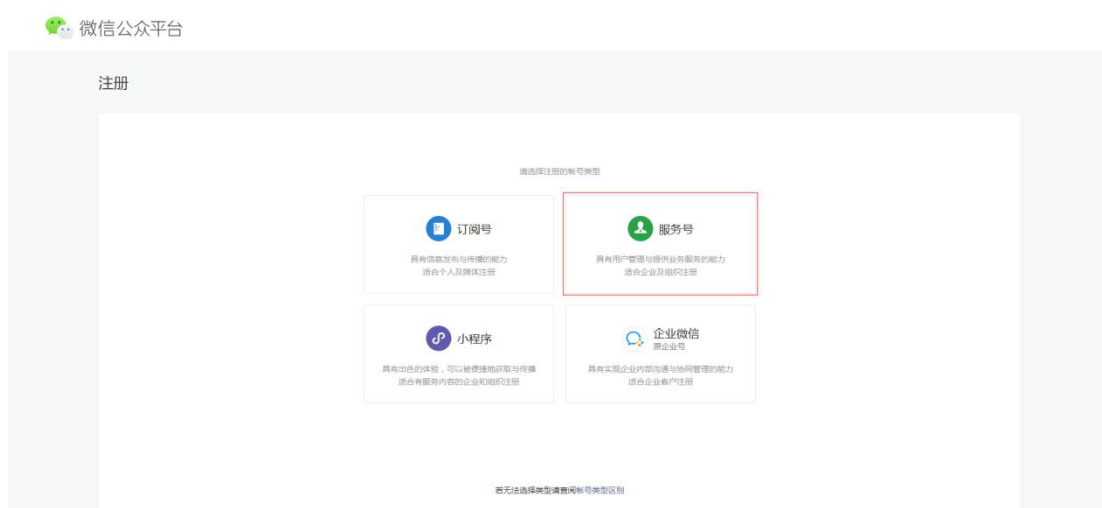 微信公众平台
注册
请选择注册的帐号类型
订阅号
具有信息发布与传播的能力
适合个人及媒体注册
服务号
具有用户管理与提供业务服务的能力
适合企业及组织注册
小程序
具有出色的体验，可以被便捷地获取与传播
适合有服务内容的企业和组织注册
企业微信
原企业号
具有实现企业内部沟通与协同管理的能力
适合企业客户注册
若无法选择类型请查阅帐号类型区别